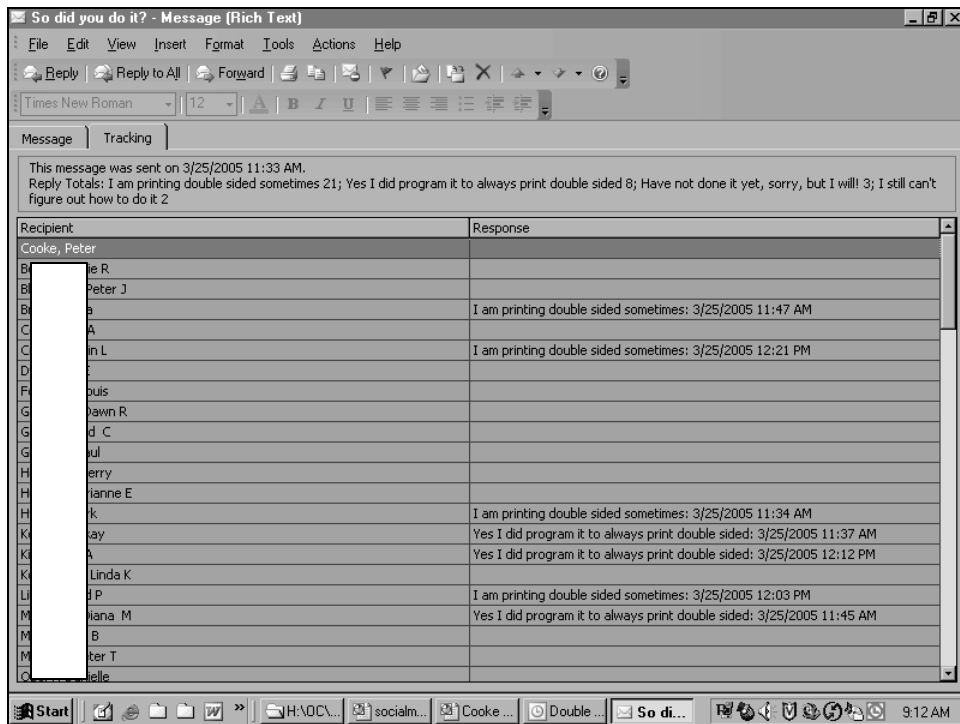 So did you do it? - Message (Rich Text)
File Edit View Insert Format Tools Actions Help
Reply Reply to All Forward
Times New Roman 12 A B I U
Message Tracking
This message was sent on 3/25/2005 11:33 AM.
Reply Totals: I am printing double sided sometimes 21; Yes I did program it to always print double sided 8; Have not done it yet, sorry, but I will! 3; I still can't
figure out how to do it 2
Recipient Response
Cooke, Peter
R
Peter J
I am printing double sided sometimes: 3/25/2005 11:47 AM
A
L I am printing double sided sometimes: 3/25/2005 12:21 PM
Dawn R
C
E
I am printing double sided sometimes: 3/25/2005 11:34 AM
Yes I did program it to always print double sided: 3/25/2005 11:37 AM
A Yes I did program it to always print double sided: 3/25/2005 12:12 PM
Linda K
P I am printing double sided sometimes: 3/25/2005 12:03 PM
M Yes I did program it to always print double sided: 3/25/2005 11:45 AM
B
T
Start W » H:\OC\... socialm... Cooke ... Double ... So di... 9:12 AM